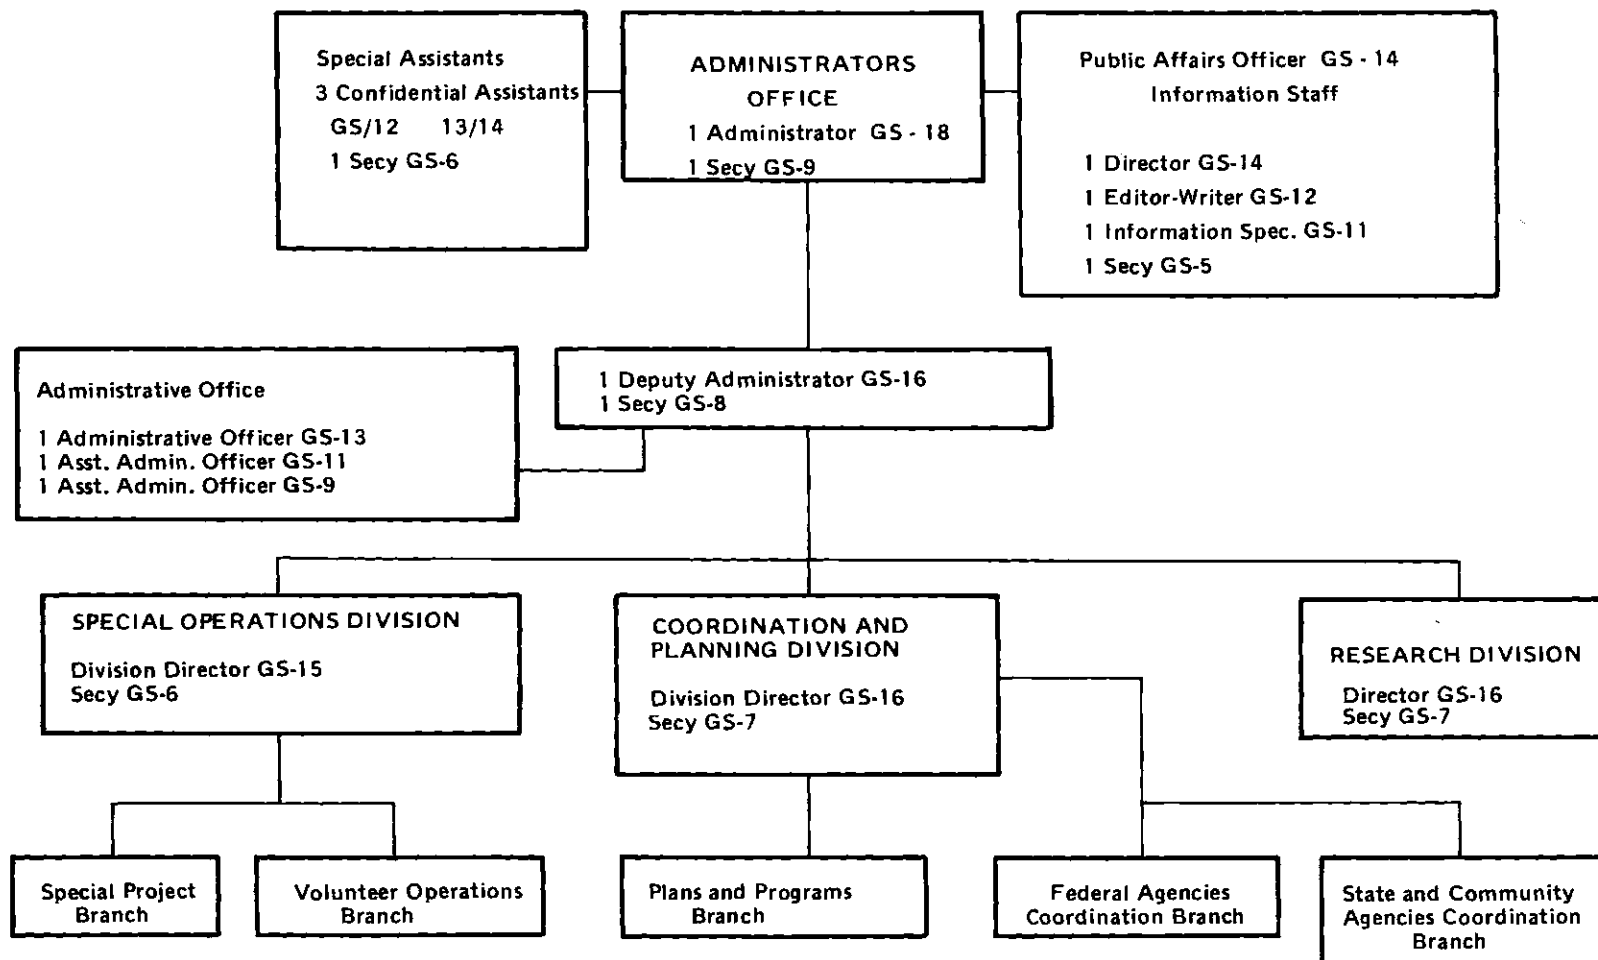 Special Assistants
3 Confidential Assistants
GS/12 13/14
1 Secy GS-6
ADMINISTRATORS
OFFICE
1 Administrator GS - 18
1 Secy GS-9
Public Affairs Officer GS - 14
Information Staff
1 Director GS-14
1 Editor-Writer GS-12
1 Information Spec. GS-11
1 Secy GS-5
Administrative Office
1 Administrative Officer GS-13
1 Asst. Admin. Officer GS-11
1 Asst. Admin. Officer GS-9
1 Deputy Administrator GS-16
1 Secy GS-8
SPECIAL OPERATIONS DIVISION
Division Director GS-15
Secy GS-6
COORDINATION AND
PLANNING DIVISION
Division Director GS-16
Secy GS-7
RESEARCH DIVISION
Director GS-16
Secy GS-7
Special Project
Branch
Volunteer Operations
Branch
Plans and Programs
Branch
Federal Agencies
Coordination Branch
State and Community
Agencies Coordination
Branch